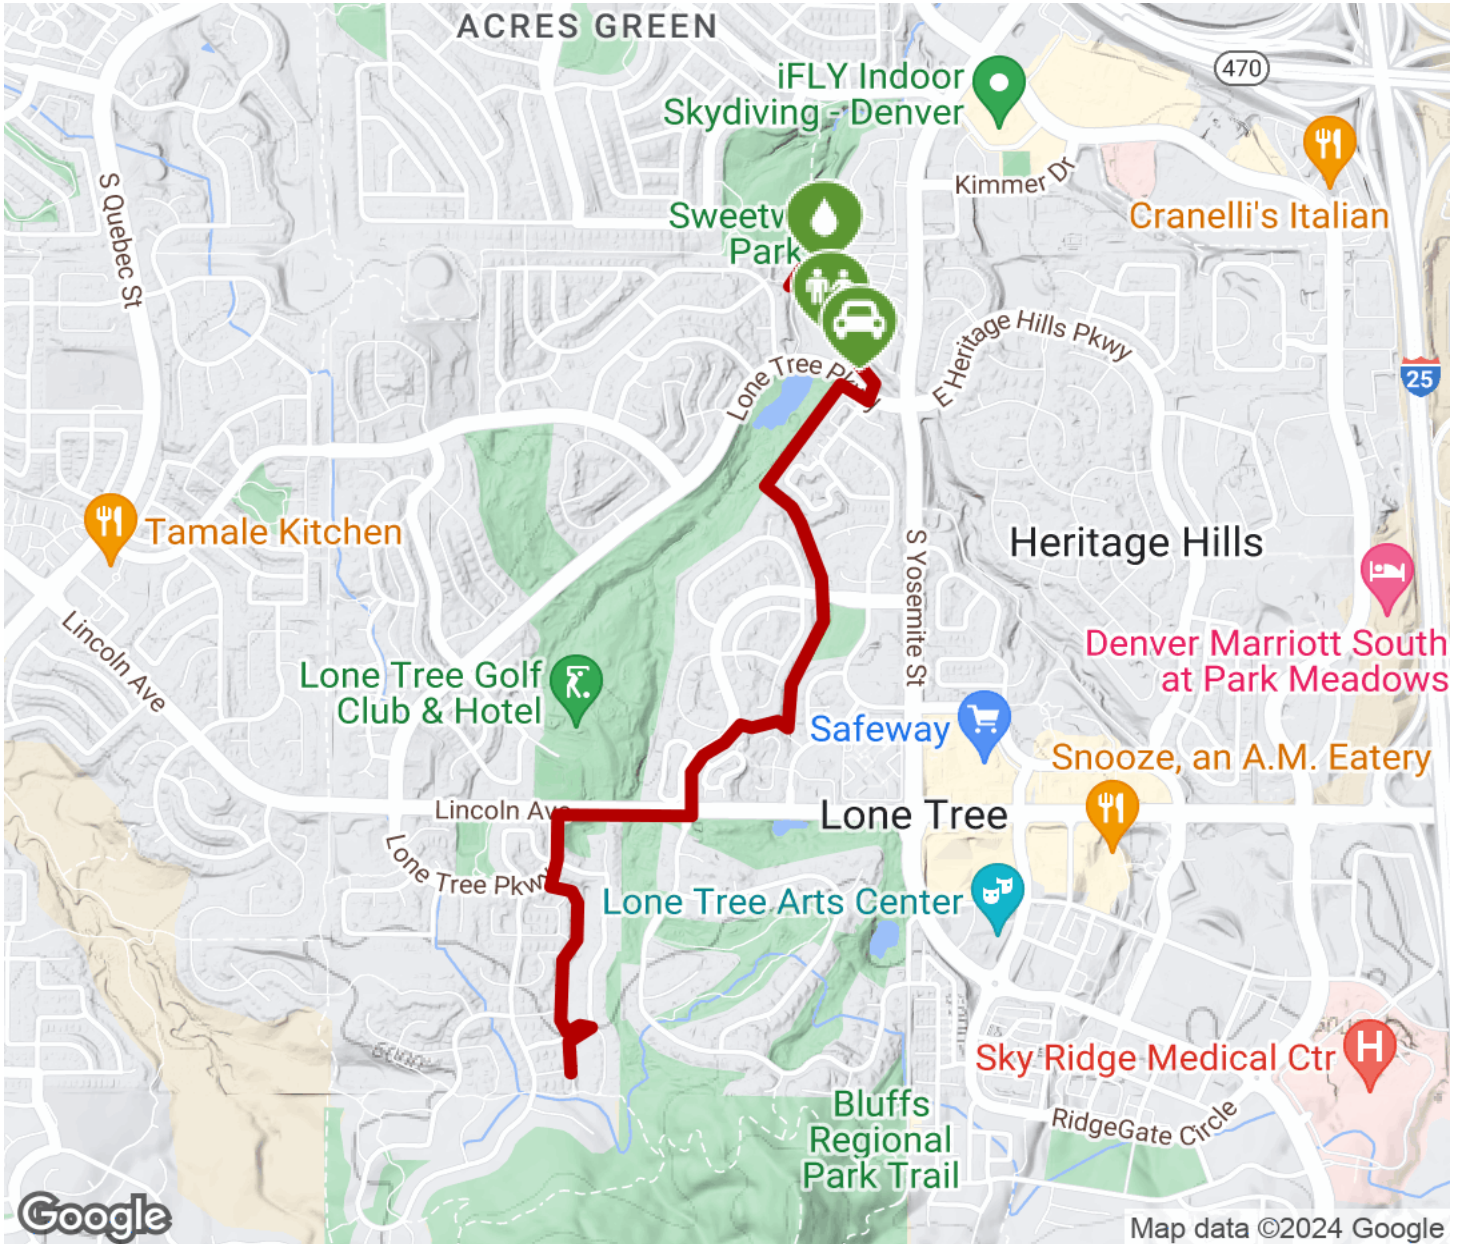 ACRES GREEN
iFLY Indoor
Skydiving - Denver
470
Kimmer Dr
Cranelli's Italian
S Quebec St
Park
E Heritage Hills Pkwy
25
Lone Tree
Tamale Kitchen
S Yosemite St
Heritage Hills
Lincoln Ave
Denver Marriott South
at Park Meadows
Lone Tree Golf
Club & Hotel
Safeway
Snooze, an A.M. Eatery
Lincoln Ave
Lone Tree
Lone Tree Pkwy
Lone Tree Arts Center
Sky Ridge Medical Ctr
H
Bluffs
Regional
Park Trail
RidgeGate Circle
Google
Map data ©2024 Google